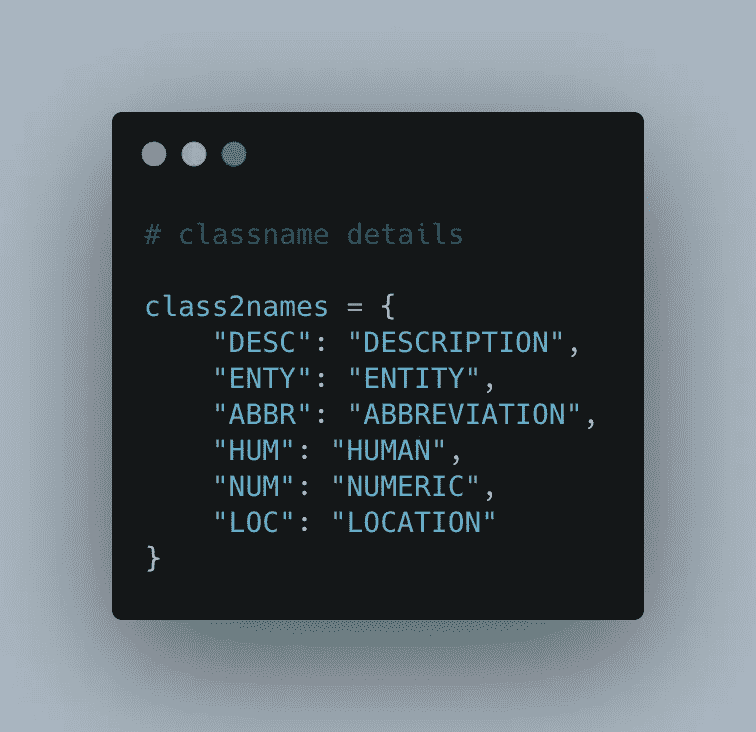 # classname details
class2names = {
    "DESC": "DESCRIPTION",
    "ENTY": "ENTITY",
    "ABBR": "ABBREVIATION",
    "HUM": "HUMAN",
    "NUM": "NUMERIC",
    "LOC": "LOCATION"
}